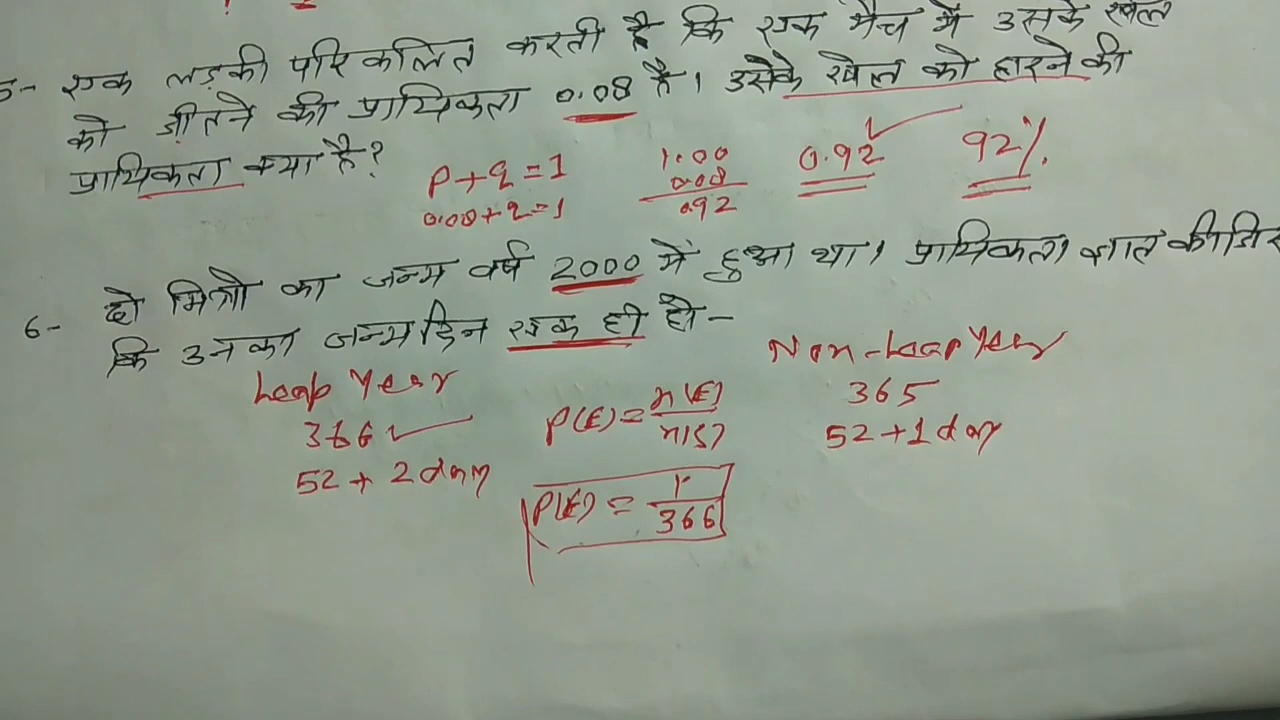 5- एक लड़की परिकलित करती है कि एक मैच में उसके खेल
को जीतने की प्रायिकता 0.08 है। उसके खेल को हारने की
प्रायिकता क्या है?
P+q=1
0.08+q=1
1.00
0.08
0.92
0.92
92%
6- दो मित्रो का जन्म वर्ष 2000 में हुआ था। प्रायिकता ज्ञात कीजिए
कि उनका जन्मदिन एक ही हो-
Leap Year
366
52 + 2 day
P(E)=n(E)/n(S)
P(E) = 1/366
Non-Leap Year
365
52+1 day